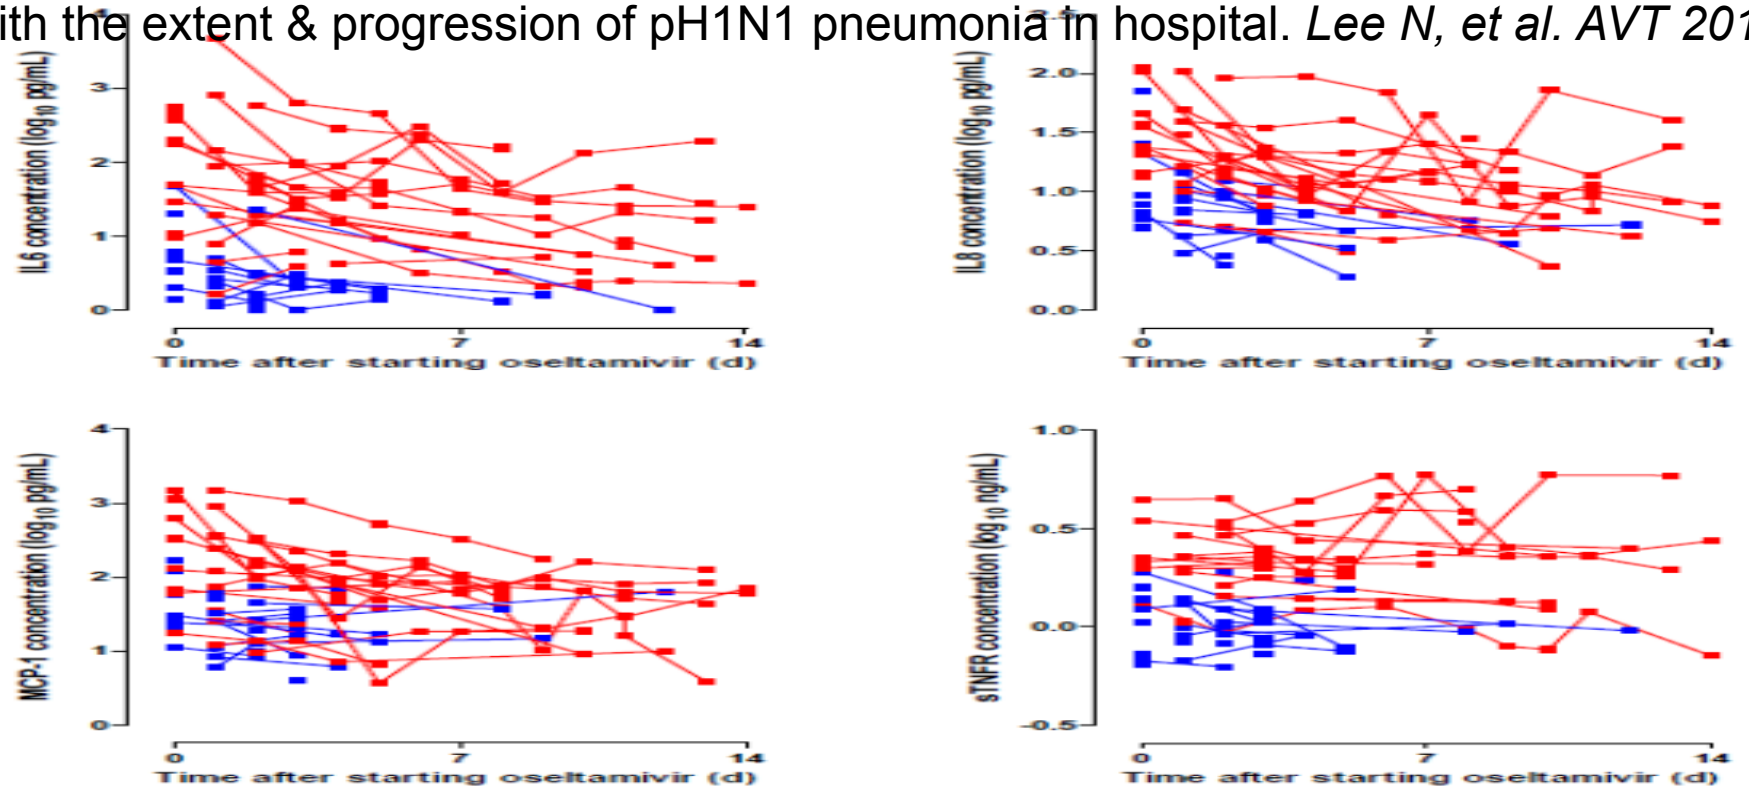 ith the extent & progression of pH1N1 pneumonia in hospital. Lee N, et al. AVT 201
IL6 concentration (log10 pg/mL)
4
3
2
1
0
0 7 14
Time after starting oseltamivir (d)
IL8 concentration (log10 pg/mL)
2.5
2.0
1.5
1.0
0.5
0.0
0 7 14
Time after starting oseltamivir (d)
MCP-1 concentration (log10 pg/mL)
4
3
2
1
0
0 7 14
Time after starting oseltamivir (d)
sTNFR concentration (log10 ng/mL)
1.0
0.5
0.0
-0.5
0 7 14
Time after starting oseltamivir (d)